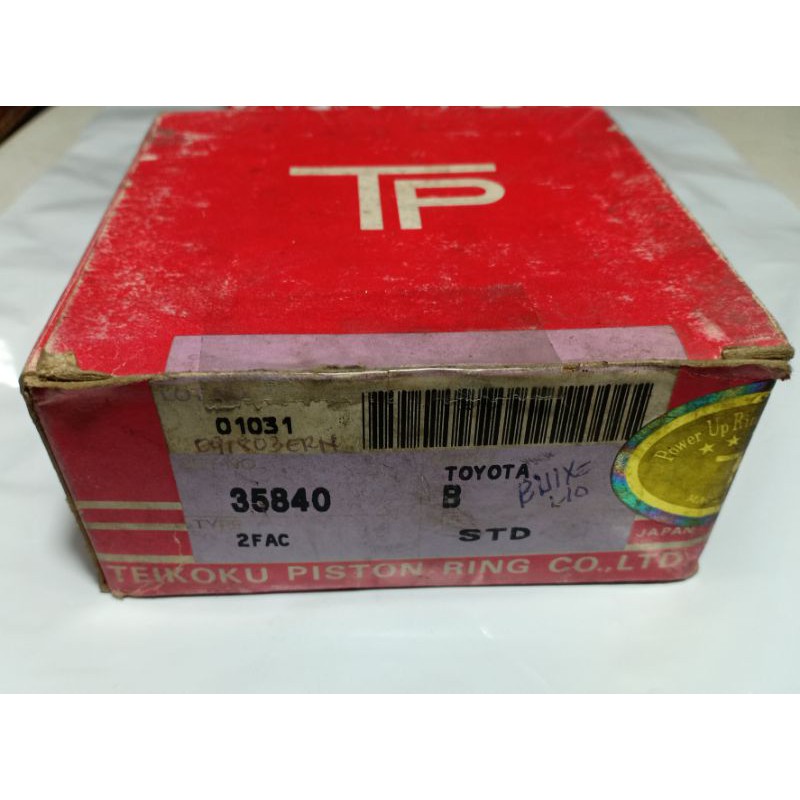 TP
01031
TOYOTA
35840
B
2FAC
STD
Power Up Ri
JAPAN
TEIKOKU PISTON RING CO., LTD